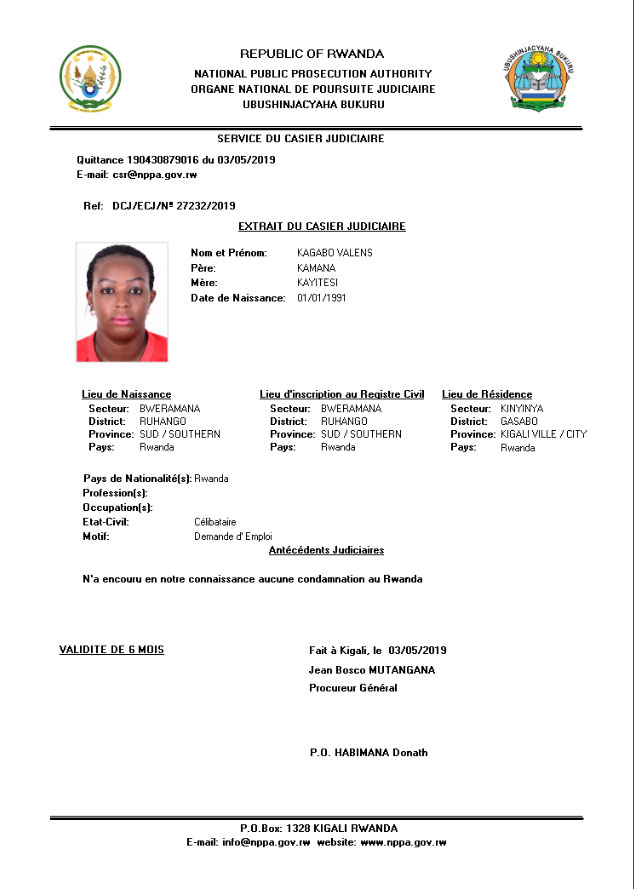 REPUBLIC OF RWANDA
NATIONAL PUBLIC PROSECUTION AUTHORITY
ORGANE NATIONAL DE POURSUITE JUDICIAIRE
UBUSHINJACYAHA BUKURU
UBUSHINJACYAHA BUKURU
SERVICE DU CASIER JUDICIAIRE
Quittance 190430879016 du 03/05/2019
E-mail: csr@nppa.gov.rw
Ref: DCJ/ECJ/Nº 27232/2019
EXTRAIT DU CASIER JUDICIAIRE
Nom et Prénom: KAGABO VALENS
Père: KAMANA
Mère: KAYITESI
Date de Naissance: 01/01/1991
Lieu de Naissance Lieu d'inscription au Registre Civil Lieu de Résidence
Secteur: BWERAMANA Secteur: BWERAMANA Secteur: KINYINYA
District: RUHANGO District: RUHANGO District: GASABO
Province: SUD / SOUTHERN Province: SUD / SOUTHERN Province: KIGALI VILLE / CITY
Pays: Rwanda Pays: Rwanda Pays: Rwanda
Pays de Nationalité(s): Rwanda
Profession(s):
Occupation(s):
Etat-Civil: Célibataire
Motif: Demande d' Emploi
Antécédents Judiciaires
N'a encouru en notre connaissance aucune condamnation au Rwanda
VALIDITE DE 6 MOIS Fait à Kigali, le 03/05/2019
Jean Bosco MUTANGANA
Procureur Général
P.O. HABIMANA Donath
P.O.Box: 1328 KIGALI RWANDA
E-mail: info@nppa.gov.rw website: www.nppa.gov.rw